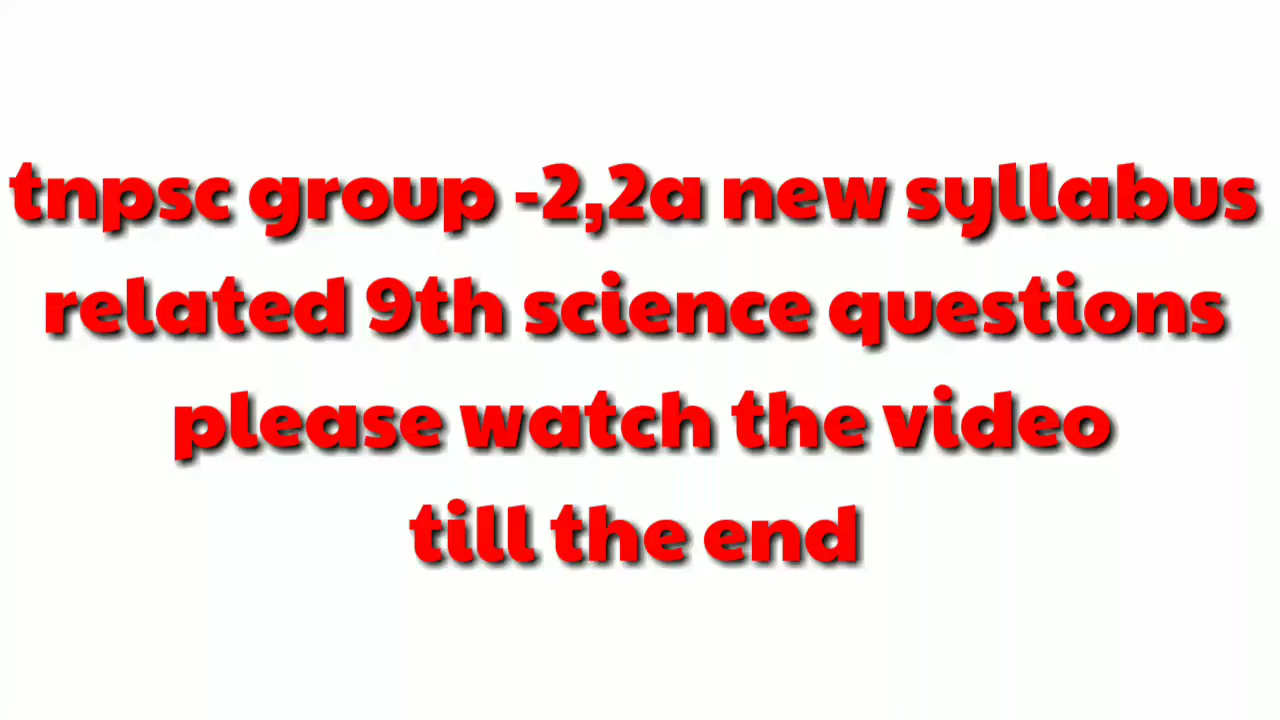 tnpsc group -2,2a new syllabus
related 9th science questions
please watch the video
till the end